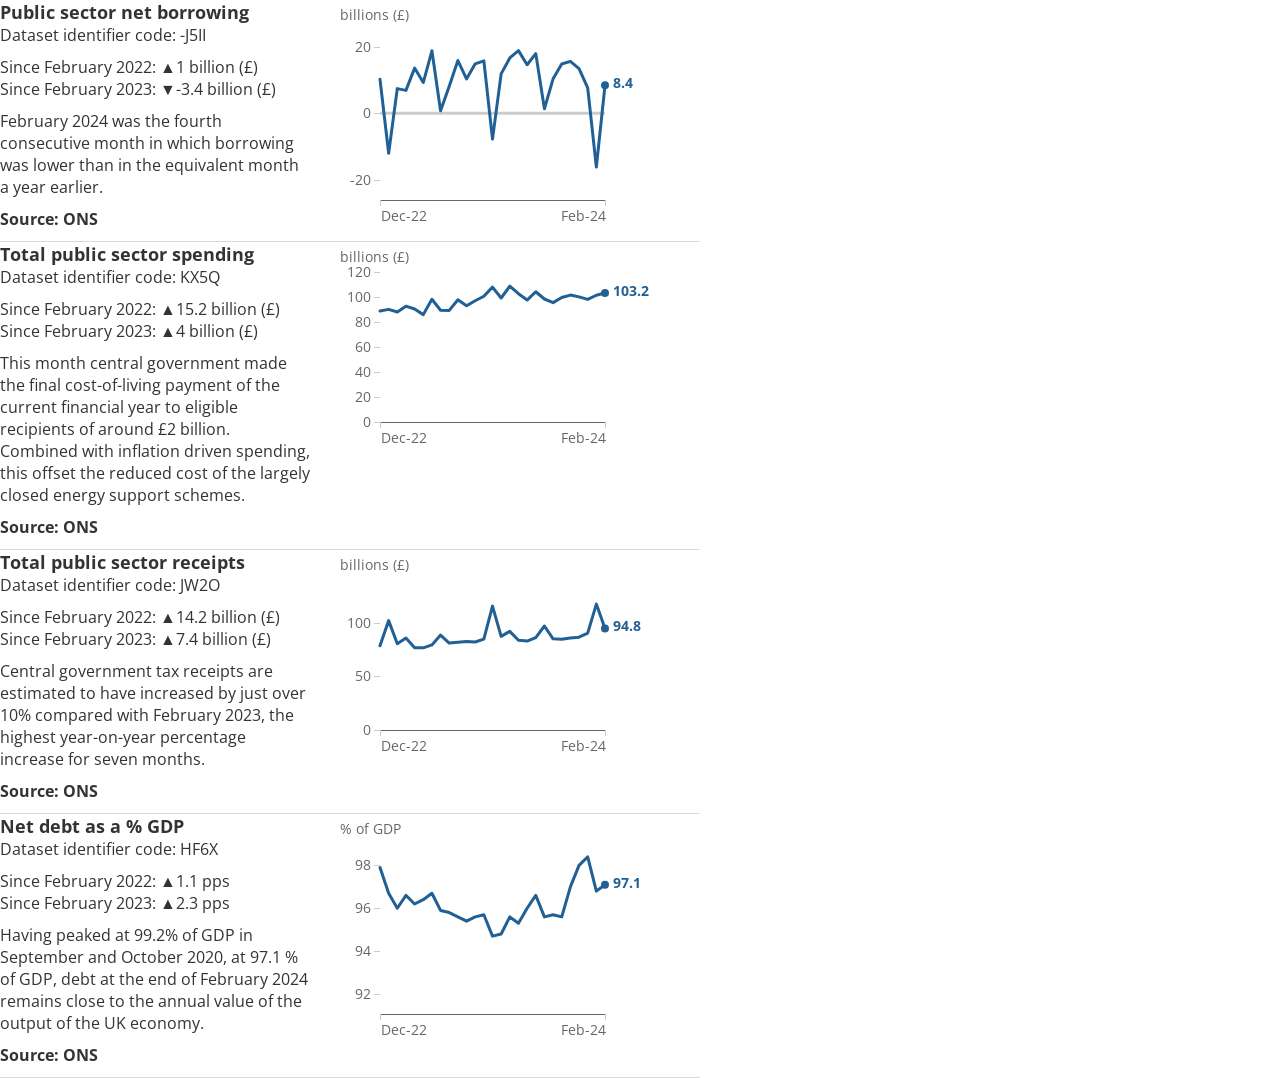 Public sector net borrowing
Dataset identifier code: -J5II
Since February 2022: ▲1 billion (£)
Since February 2023: ▼-3.4 billion (£)
February 2024 was the fourth
consecutive month in which borrowing
was lower than in the equivalent month
a year earlier.
Source: ONS
billions (£)
20
0
-20
8.4
Dec-22
Feb-24
Total public sector spending
Dataset identifier code: KX5Q
Since February 2022: ▲15.2 billion (£)
Since February 2023: ▲4 billion (£)
This month central government made
the final cost-of-living payment of the
current financial year to eligible
recipients of around £2 billion.
Combined with inflation driven spending,
this offset the reduced cost of the largely
closed energy support schemes.
Source: ONS
billions (£)
120
100
80
60
40
20
0
103.2
Dec-22
Feb-24
Total public sector receipts
Dataset identifier code: JW2O
Since February 2022: ▲14.2 billion (£)
Since February 2023: ▲7.4 billion (£)
Central government tax receipts are
estimated to have increased by just over
10% compared with February 2023, the
highest year-on-year percentage
increase for seven months.
Source: ONS
billions (£)
100
50
0
94.8
Dec-22
Feb-24
Net debt as a % GDP
Dataset identifier code: HF6X
Since February 2022: ▲1.1 pps
Since February 2023: ▲2.3 pps
Having peaked at 99.2% of GDP in
September and October 2020, at 97.1 %
of GDP, debt at the end of February 2024
remains close to the annual value of the
output of the UK economy.
Source: ONS
% of GDP
98
96
94
92
97.1
Dec-22
Feb-24